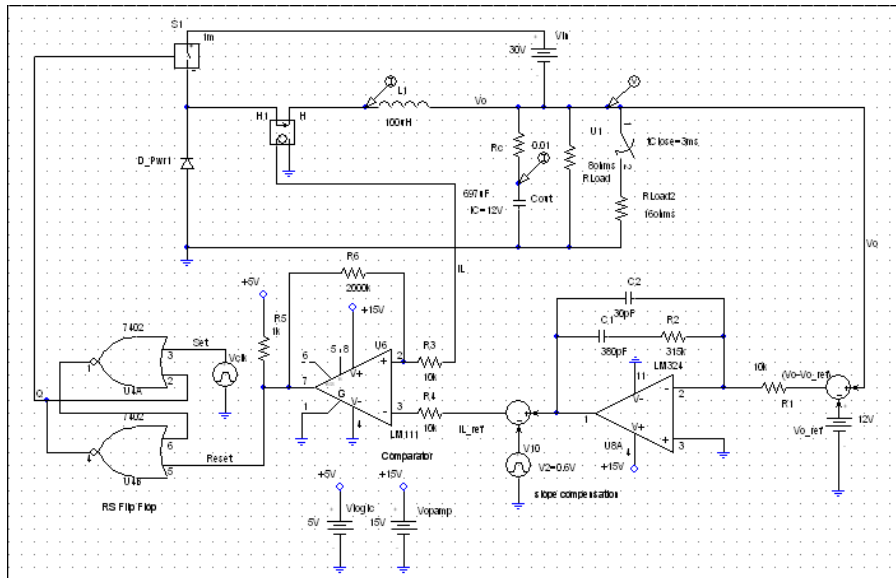 S1
1m
Vin
30V
H1
H
L1
100uH
Vo
D_Pwr1
Rc
0.01
U1
tClose=3ms
1
2
8ohms
RLoad
697uF
Cout
IC=12V
RLoad2
16ohms
Vo
IL
R6
2000k
+5V
+15V
R5
1k
C2
30pF
C1
R2
380pF
315k
7402
Set
Vclk
3
1
2
U4A
Q
7402
6
4
5
U4B
Reset
RS Flip Flop
6
5
8
U6
V+
2
R3
10k
7
G
1
V-
4
3
R4
10k
LM111
Comparator
IL_ref
V10
V2=0.6V
slope compensation
LM324
11
V-
V+
1
2
3
U8A
+15V
10k
R1
(Vo-Vo_ref)
12V
Vo_ref
+5V
+15V
Vlogic
5V
Vopamp
15V